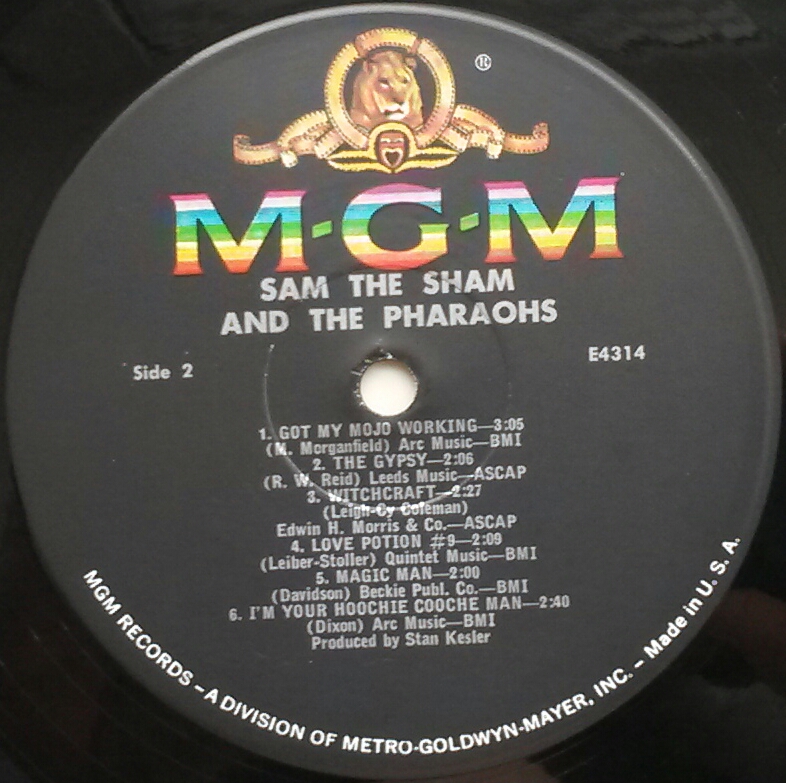 ®
M·G·M
SAM THE SHAM
AND THE PHARAOHS
Side 2
E4314
1. GOT MY MOJO WORKING—3:05
(M. Morganfield) Arc Music—BMI
2. THE GYPSY—2:06
(R. W. Reid) Leeds Music—ASCAP
3. WITCHCRAFT—2:27
(Leigh-Cy Coleman)
Edwin H. Morris & Co.—ASCAP
4. LOVE POTION #9—2:09
(Leiber-Stoller) Quintet Music—BMI
5. MAGIC MAN—2:00
(Davidson) Beckie Publ. Co.—BMI
6. I'M YOUR HOOCHIE COOCHE MAN—2:40
(Dixon) Arc Music—BMI
Produced by Stan Kesler
MGM RECORDS – A DIVISION OF METRO-GOLDWYN-MAYER, INC. – Made in U. S. A.